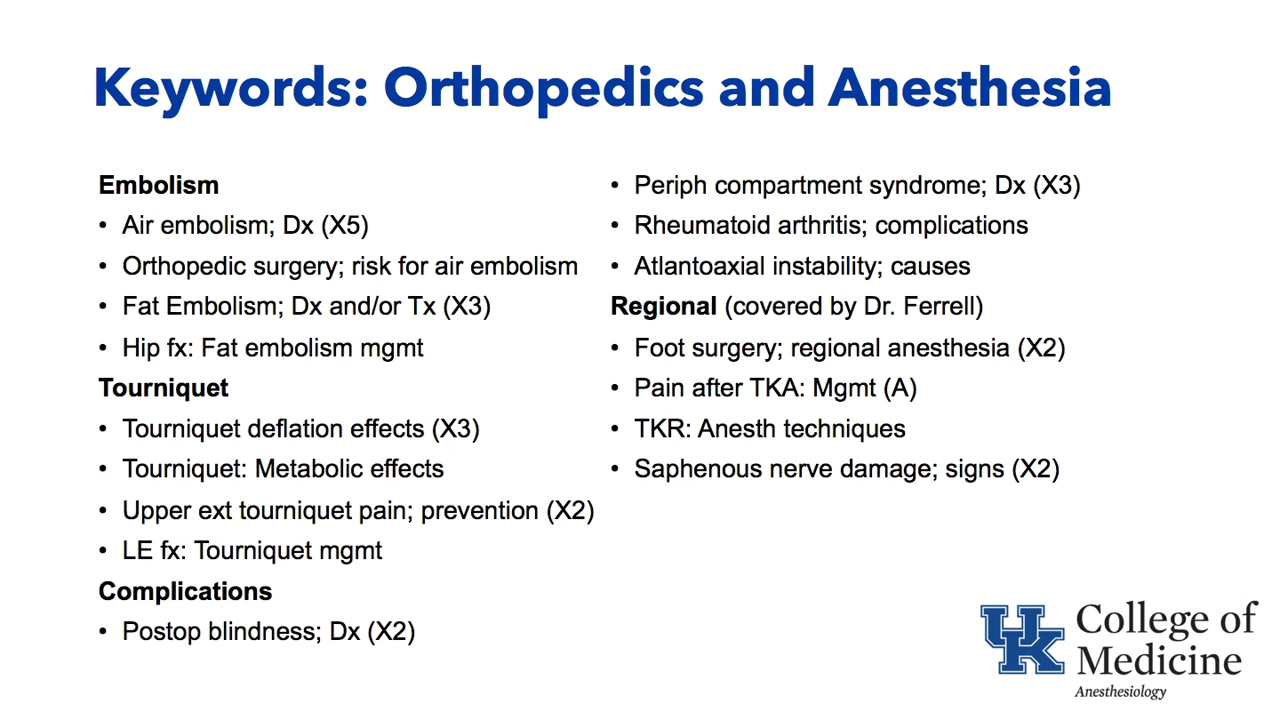 Keywords: Orthopedics and Anesthesia
Embolism
• Air embolism; Dx (X5)
• Orthopedic surgery; risk for air embolism
• Fat Embolism; Dx and/or Tx (X3)
• Hip fx: Fat embolism mgmt
Tourniquet
• Tourniquet deflation effects (X3)
• Tourniquet: Metabolic effects
• Upper ext tourniquet pain; prevention (X2)
• LE fx: Tourniquet mgmt
Complications
• Postop blindness; Dx (X2)
• Periph compartment syndrome; Dx (X3)
• Rheumatoid arthritis; complications
• Atlantoaxial instability; causes
Regional (covered by Dr. Ferrell)
• Foot surgery; regional anesthesia (X2)
• Pain after TKA: Mgmt (A)
• TKR: Anesth techniques
• Saphenous nerve damage; signs (X2)
UK
College of
Medicine
Anesthesiology